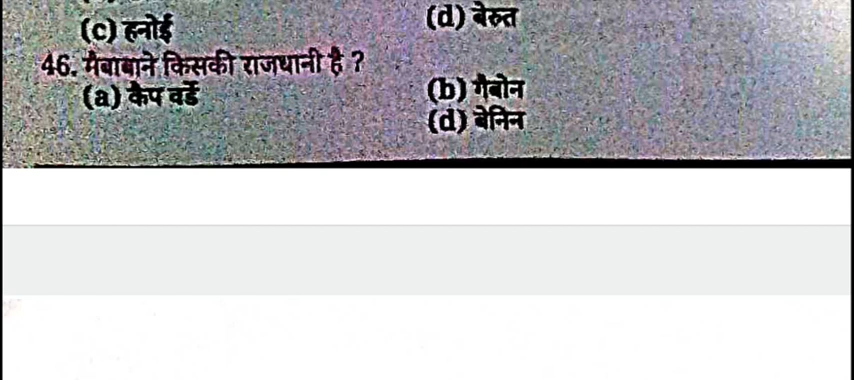 (c) हनोई (d) बेरुत
46. मैबाबाने किसकी राजधानी है ?
(a) कैप वर्डे (b) गैबोन
(d) बेनिन